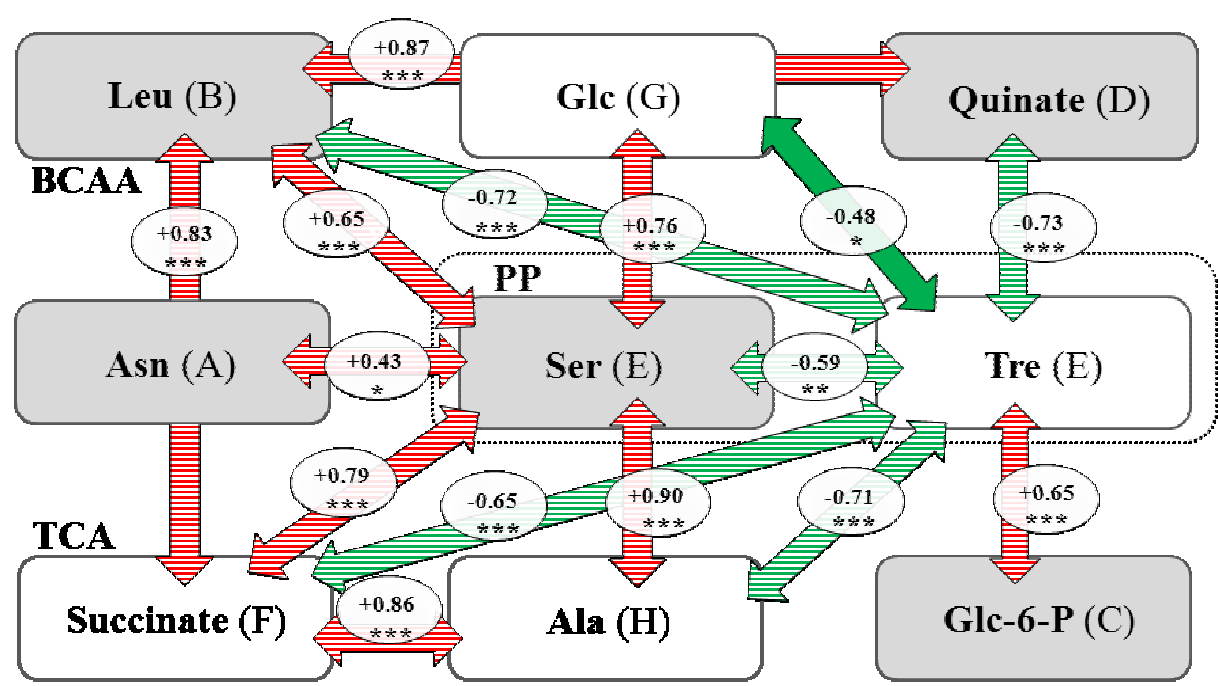 +0.87
***
Leu (B)
Glc (G)
Quinate (D)
BCAA
+0.83
***
+0.65
***
-0.72
***
+0.76
***
-0.48
*
-0.73
***
PP
Asn (A)
+0.43
*
Ser (E)
-0.59
**
Tre (E)
+0.79
***
-0.65
***
+0.90
***
-0.71
***
+0.65
***
TCA
Succinate (F)
+0.86
***
Ala (H)
Glc-6-P (C)